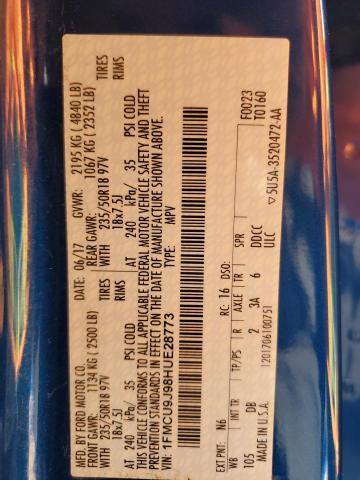 MFD. BY FORD MOTOR CO.
DATE: 06/17 GVWR: 2195 KG ( 4840 LB)
FRONT GAWR: 1134 KG ( 2500 LB) REAR GAWR: 1067 KG ( 2352 LB)
WITH 235/50R18 97V TIRES WITH 235/50R18 97V TIRES
18x7.5J 18x7.5J
AT 240 kPa/ 35 PSI COLD AT 240 kPa/ 35 PSI COLD
THIS VEHICLE CONFORMS TO ALL APPLICABLE FEDERAL MOTOR VEHICLE SAFETY AND THEFT
PREVENTION STANDARDS IN EFFECT ON THE DATE OF MANUFACTURE SHOWN ABOVE.
VIN: 1FMCU9J98HUE28773
TYPE: MPV
F0023
T0160
EXT PNT: N6 RC: 16 DSO:
WB INT TR TP/PS R AXLE TR SPR
105 DB 2 3A 6 DDCC
ULC
MADE IN U.S.A. 1201706100751 ▽5U5A-3520472-AA